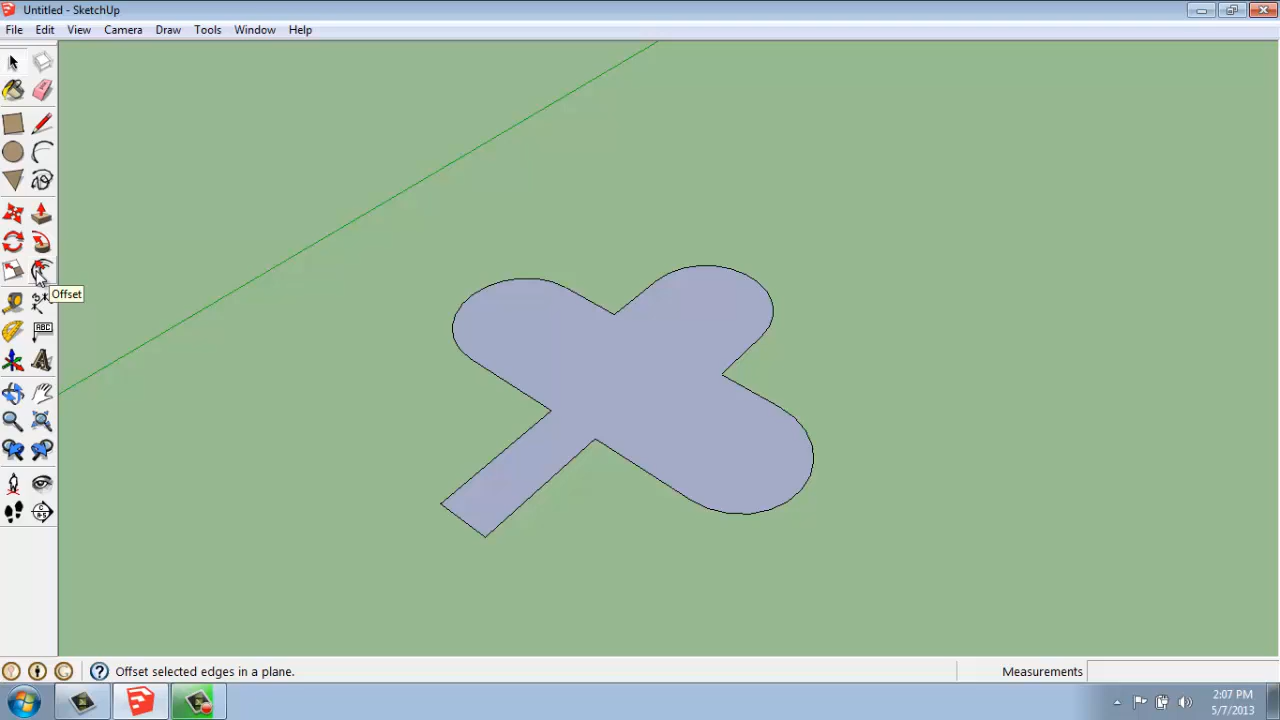 Untitled - SketchUp
File Edit View Camera Draw Tools Window Help
Offset
ABC
A
Offset selected edges in a plane.
Measurements
2:07 PM
5/7/2013